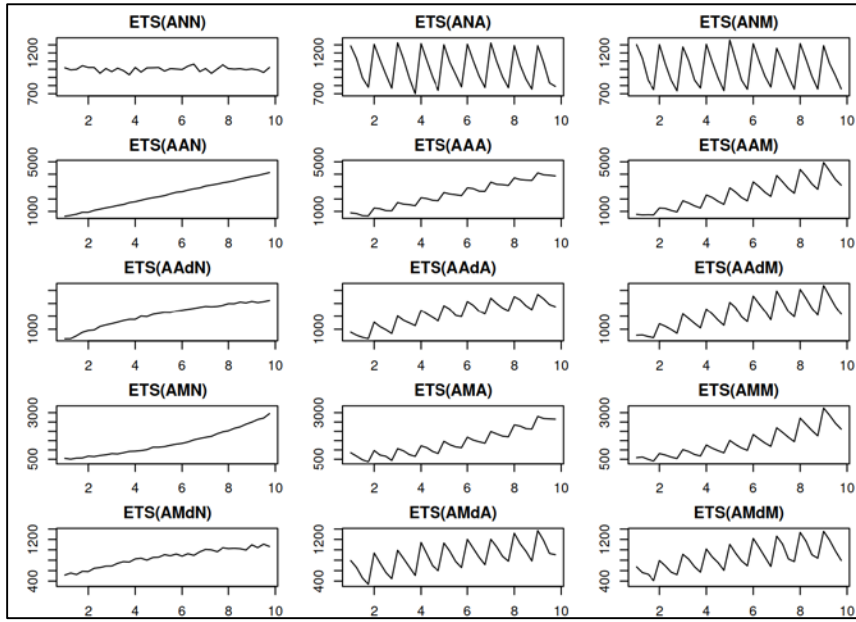 ETS(ANN) ETS(ANA) ETS(ANM)
1200 1200 1200
700 700 700
2 4 6 8 10 2 4 6 8 10 2 4 6 8 10
ETS(AAN) ETS(AAA) ETS(AAM)
5000 5000 5000
1000 1000 1000
2 4 6 8 10 2 4 6 8 10 2 4 6 8 10
ETS(AAdN) ETS(AAdA) ETS(AAdM)
1000 1000 1000
2 4 6 8 10 2 4 6 8 10 2 4 6 8 10
ETS(AMN) ETS(AMA) ETS(AMM)
3000 3000 3000
500 500 500
2 4 6 8 10 2 4 6 8 10 2 4 6 8 10
ETS(AMdN) ETS(AMdA) ETS(AMdM)
1200 1200 1200
400 400 400
2 4 6 8 10 2 4 6 8 10 2 4 6 8 10